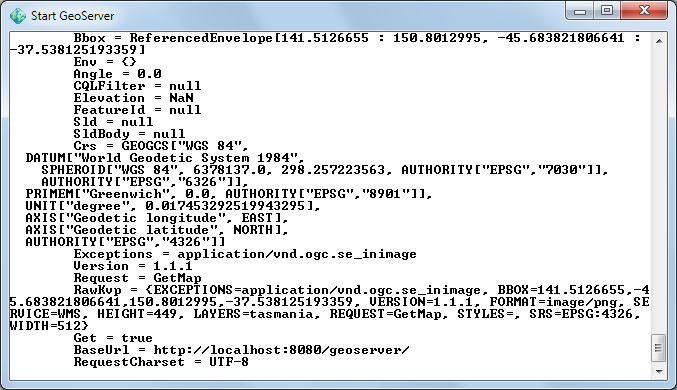 Start GeoServer
Bbox = ReferencedEnvelope[141.5126655 : 150.8012995, -45.683821806641 :
-37.538125193359]
Env = {}
Angle = 0.0
CQLFilter = null
Elevation = NaN
FeatureId = null
Sld = null
SldBody = null
Crs = GEOGCS["WGS 84",
DATUM["World Geodetic System 1984",
SPHEROID["WGS 84", 6378137.0, 298.257223563, AUTHORITY["EPSG","7030"]],
AUTHORITY["EPSG","6326"]],
PRIMEM["Greenwich", 0.0, AUTHORITY["EPSG","8901"]],
UNIT["degree", 0.017453292519943295],
AXIS["Geodetic longitude", EAST],
AXIS["Geodetic latitude", NORTH],
AUTHORITY["EPSG","4326"]]
Exceptions = application/vnd.ogc.se_inimage
Version = 1.1.1
Request = GetMap
RawKvp = {EXCEPTIONS=application/vnd.ogc.se_inimage, BBOX=141.5126655,-4
5.683821806641,150.8012995,-37.538125193359, VERSION=1.1.1, FORMAT=image/png, SE
RVICE=WMS, HEIGHT=449, LAYERS=tasmania, REQUEST=GetMap, STYLES=, SRS=EPSG:4326,
WIDTH=512}
Get = true
BaseUrl = http://localhost:8080/geoserver/
RequestCharset = UTF-8